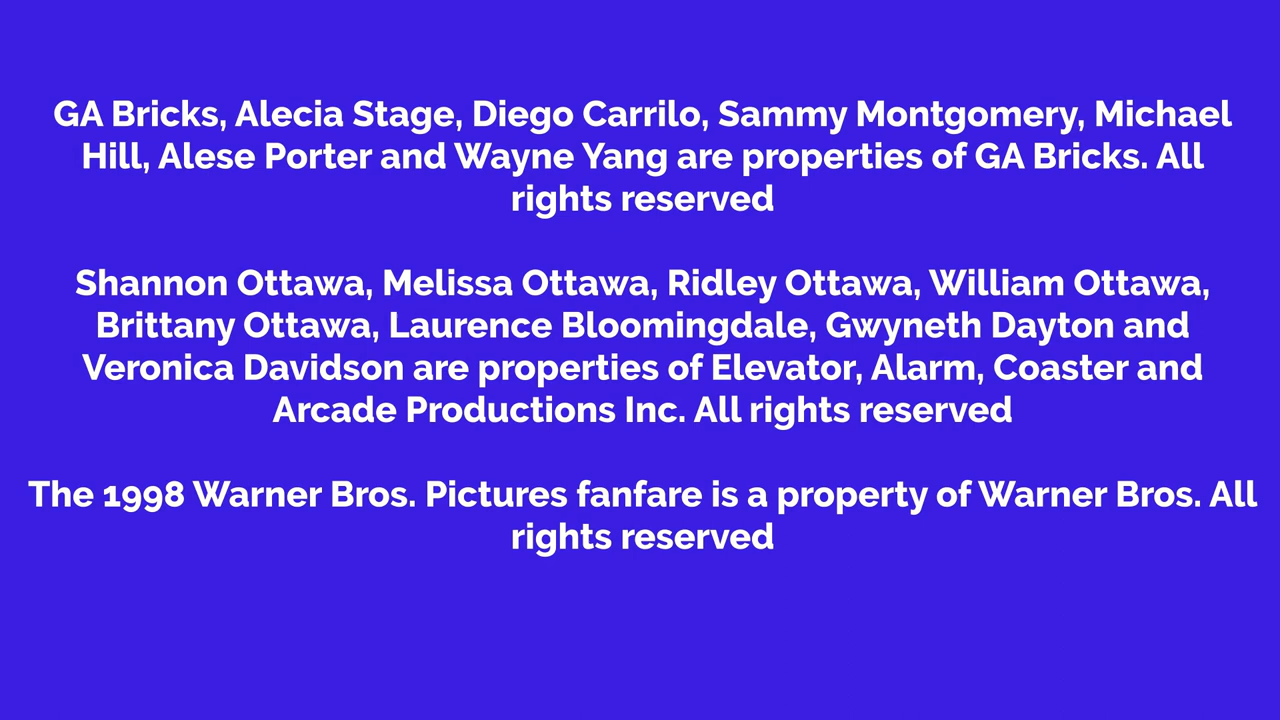 GA Bricks, Alecia Stage, Diego Carrilo, Sammy Montgomery, Michael
Hill, Alese Porter and Wayne Yang are properties of GA Bricks. All
rights reserved
Shannon Ottawa, Melissa Ottawa, Ridley Ottawa, William Ottawa,
Brittany Ottawa, Laurence Bloomingdale, Gwyneth Dayton and
Veronica Davidson are properties of Elevator, Alarm, Coaster and
Arcade Productions Inc. All rights reserved
The 1998 Warner Bros. Pictures fanfare is a property of Warner Bros. All
rights reserved